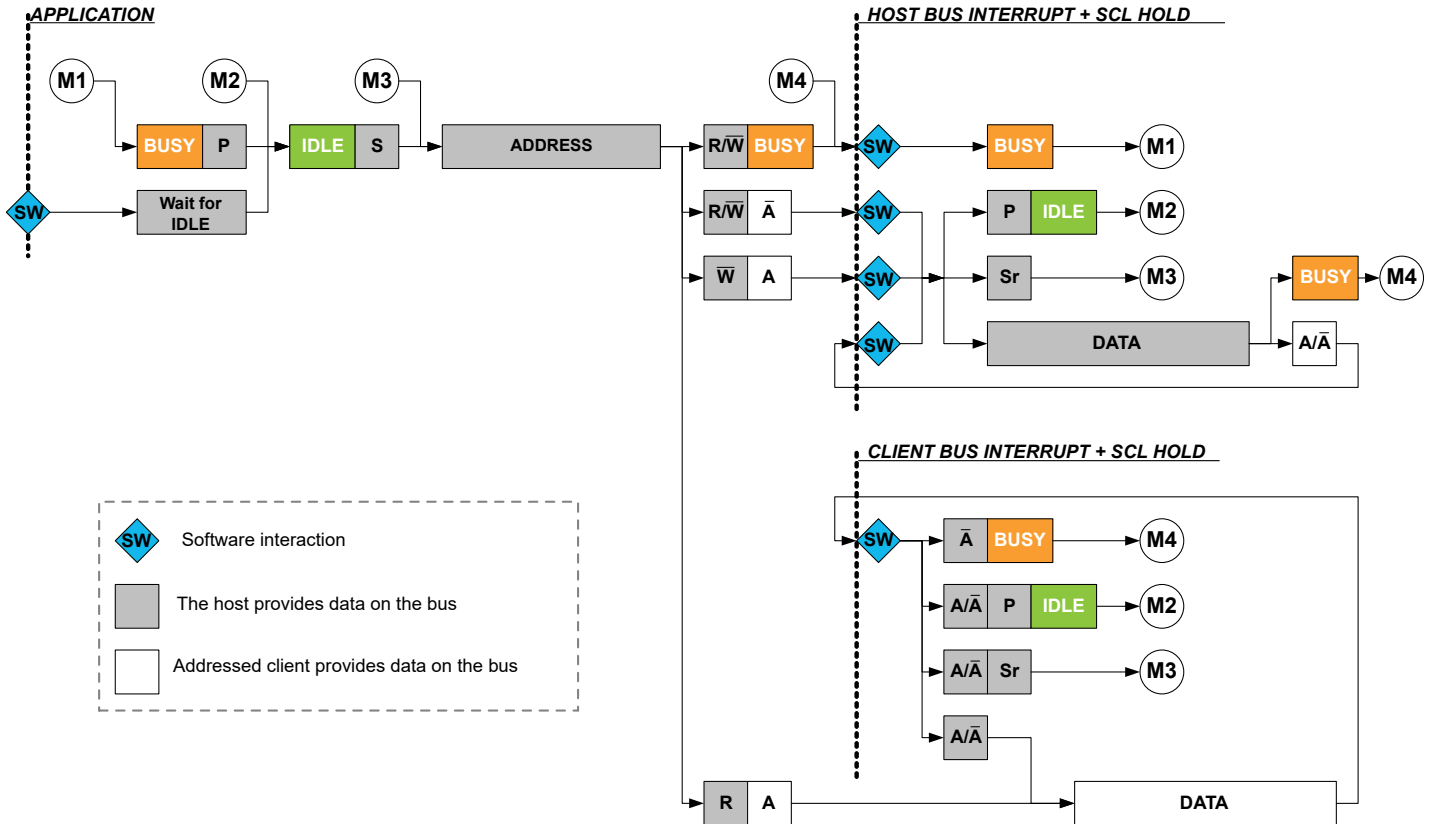 APPLICATION
HOST BUS INTERRUPT + SCL HOLD
M1
M2
M3
M4
BUSY P
IDLE S
ADDRESS
R/W̅ BUSY
SW
BUSY
M1
SW
Wait for
IDLE
R/W̅ A̅
SW
P IDLE
M2
W̅ A
SW
Sr
M3
BUSY
M4
SW
DATA
A/A̅
CLIENT BUS INTERRUPT + SCL HOLD
SW
A̅ BUSY
M4
A/A̅ P IDLE
M2
A/A̅ Sr
M3
A/A̅
R A
DATA
SW Software interaction
The host provides data on the bus
Addressed client provides data on the bus